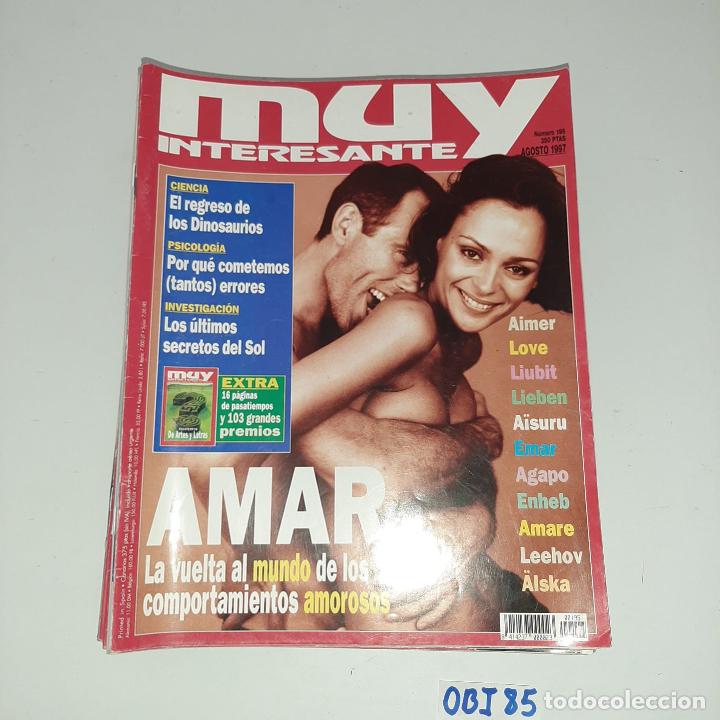 muy
INTERESANTE
Número 195
350 PTAS
AGOSTO 1997
CIENCIA
El regreso de
los Dinosaurios
PSICOLOGÍA
Por qué cometemos
(tantos) errores
INVESTIGACIÓN
Los últimos
secretos del Sol
muy
De Artes y Letras
EXTRA
16 páginas
de pasatiempos
y 103 grandes
premios
Aimer
Love
Liubit
Lieben
Aïsuru
Emar
Agapo
Enheb
Amare
Leehov
Älska
AMAR
La vuelta al mundo de los
comportamientos amorosos
00195
OBJ 85
todocoleccion